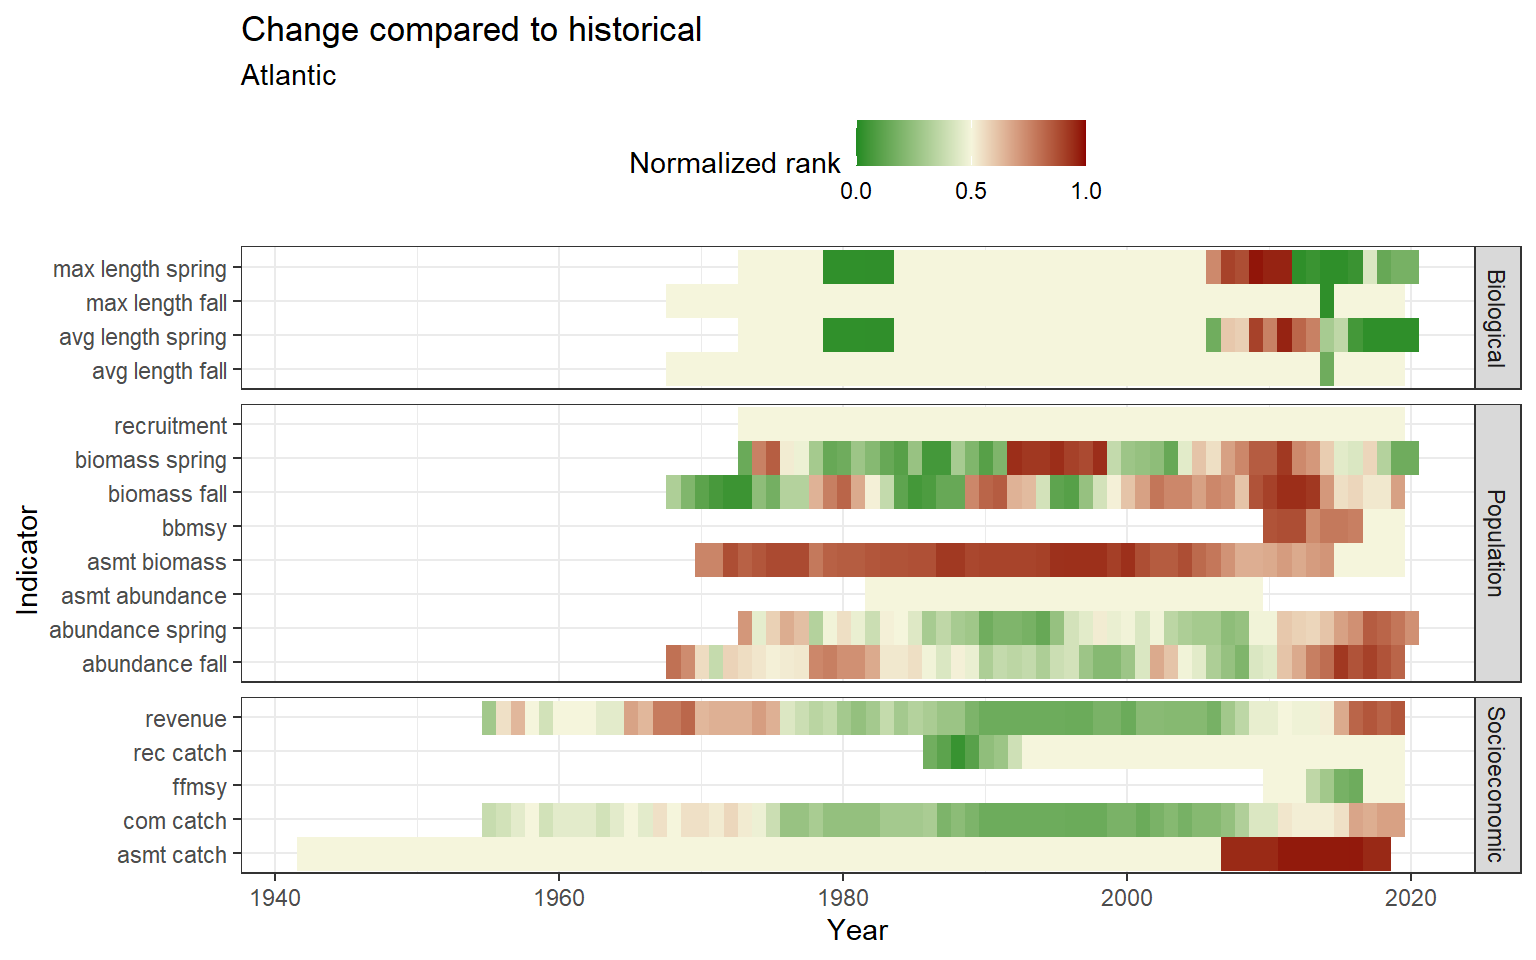 Change compared to historical
Atlantic
Normalized rank
0.0 0.5 1.0
max length spring
max length fall
avg length spring
avg length fall
Biological
recruitment
biomass spring
biomass fall
bbmsy
asmt biomass
asmt abundance
abundance spring
abundance fall
Population
revenue
rec catch
ffmsy
com catch
asmt catch
Socioeconomic
Indicator
1940 1960 1980 2000 2020
Year